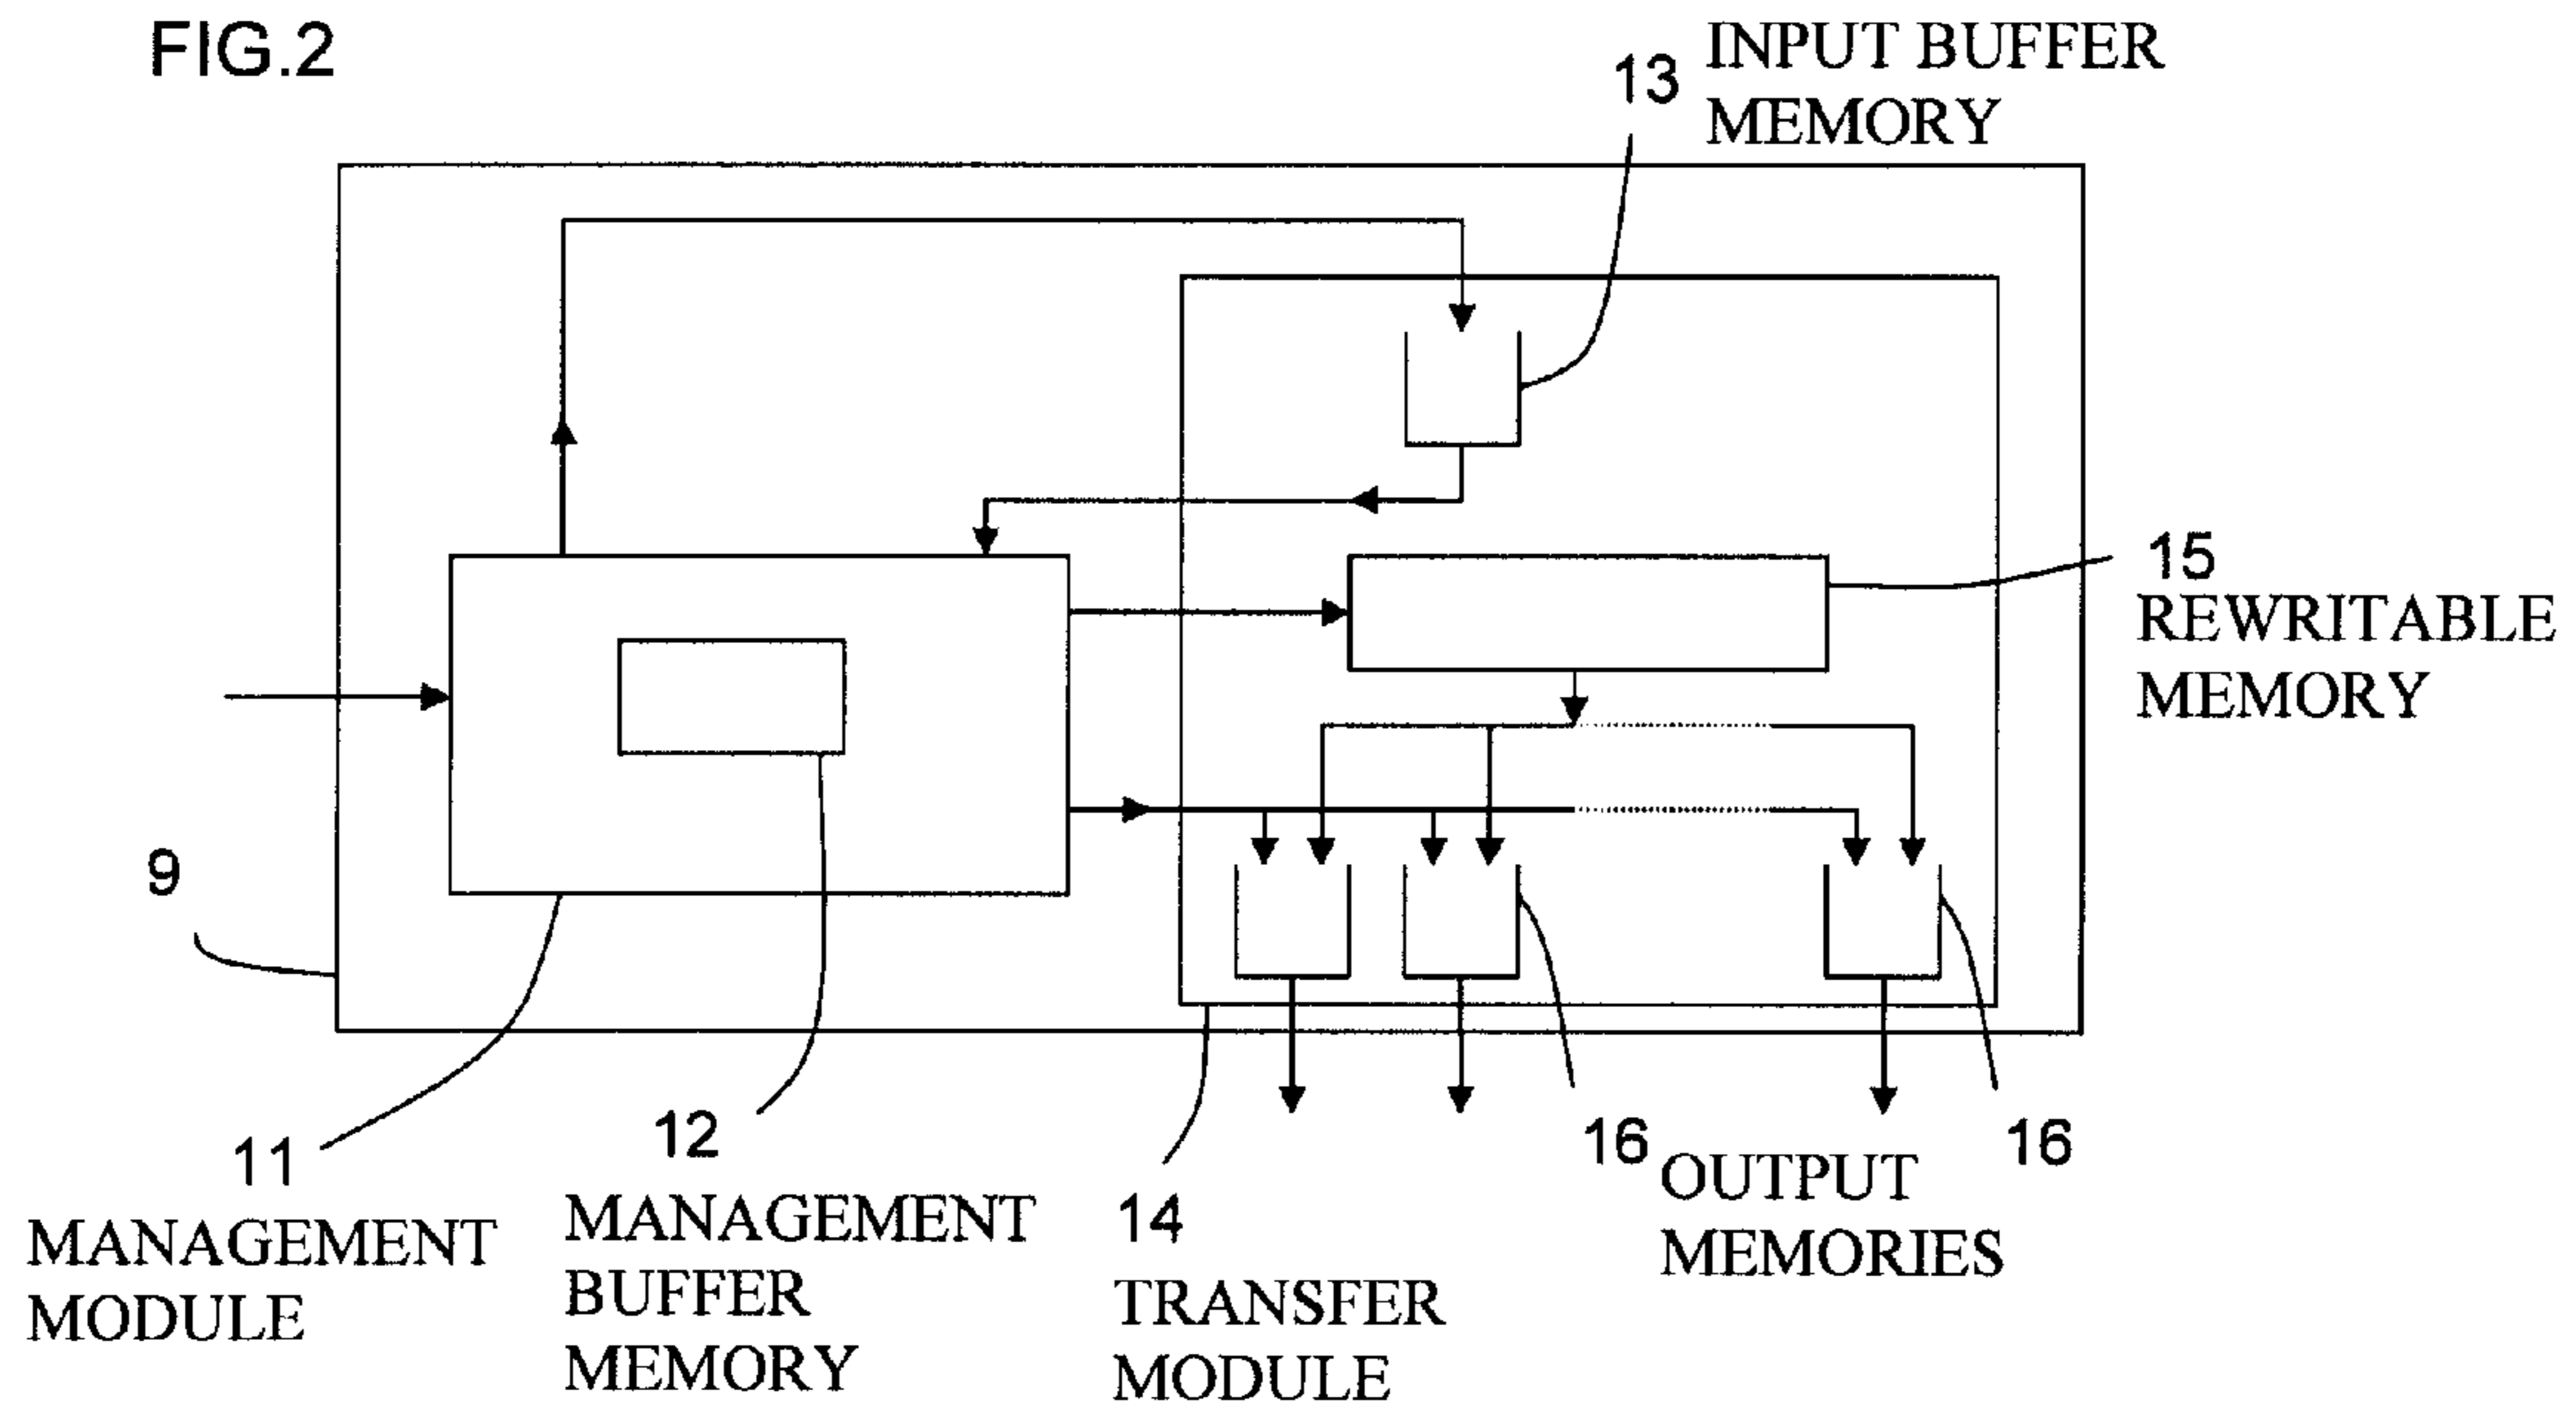 FIG.2
13
INPUT BUFFER
MEMORY
15
REWRITABLE
MEMORY
9
11
MANAGEMENT
MODULE
12
MANAGEMENT
BUFFER
MEMORY
14
TRANSFER
MODULE
16
OUTPUT
MEMORIES
16